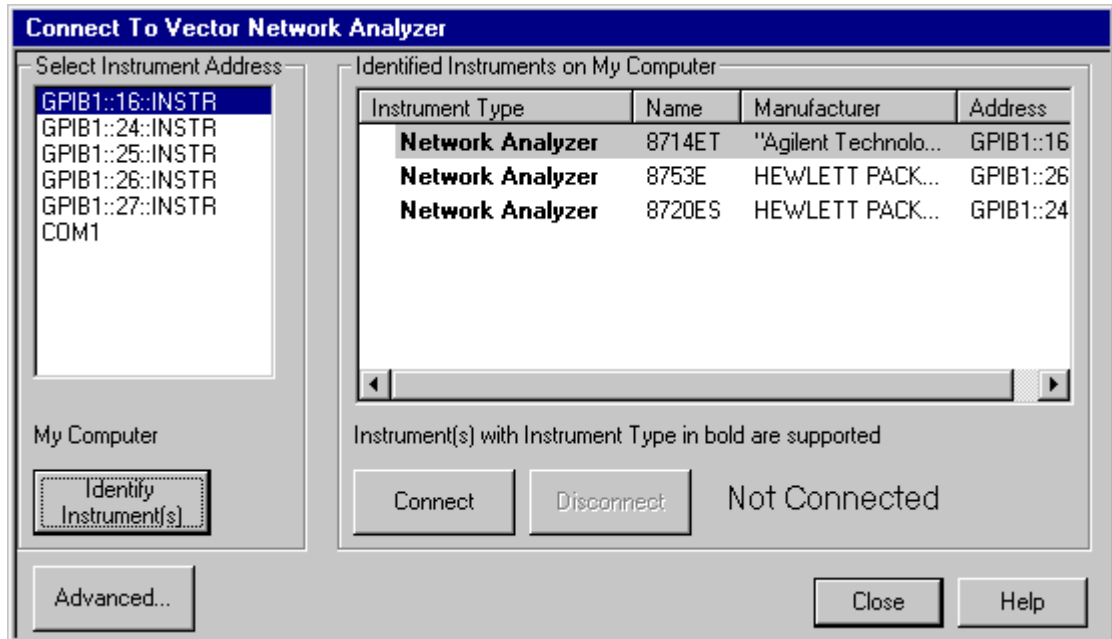 Connect To Vector Network Analyzer
Select Instrument Address
GPIB1::16::INSTR
GPIB1::24::INSTR
GPIB1::25::INSTR
GPIB1::26::INSTR
GPIB1::27::INSTR
COM1
My Computer
Identify
Instrument(s)
Advanced...
Identified Instruments on My Computer
Instrument Type Name Manufacturer Address
Network Analyzer 8714ET "Agilent Technolo... GPIB1::16
Network Analyzer 8753E HEWLETT PACK... GPIB1::26
Network Analyzer 8720ES HEWLETT PACK... GPIB1::24
Instrument(s) with Instrument Type in bold are supported
Connect Disconnect Not Connected
Close Help